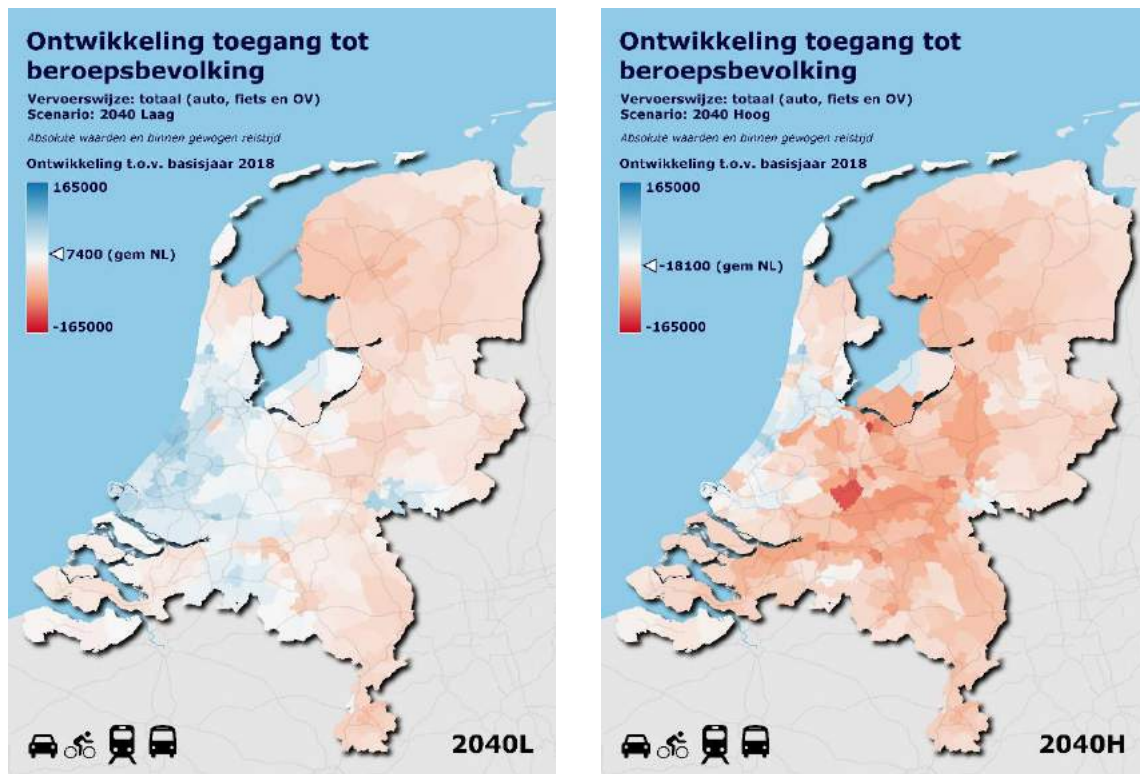 Ontwikkeling toegang tot
beroepsbevolking
Vervoerswijze: totaal (auto, fiets en OV)
Scenario: 2040 Laag
Absolute waarden en binnen gewogen reistijd
Ontwikkeling t.o.v. basisjaar 2018
165000
7400 (gem NL)
-165000
2040L
Ontwikkeling toegang tot
beroepsbevolking
Vervoerswijze: totaal (auto, fiets en OV)
Scenario: 2040 Hoog
Absolute waarden en binnen gewogen reistijd
Ontwikkeling t.o.v. basisjaar 2018
165000
-18100 (gem NL)
-165000
2040H